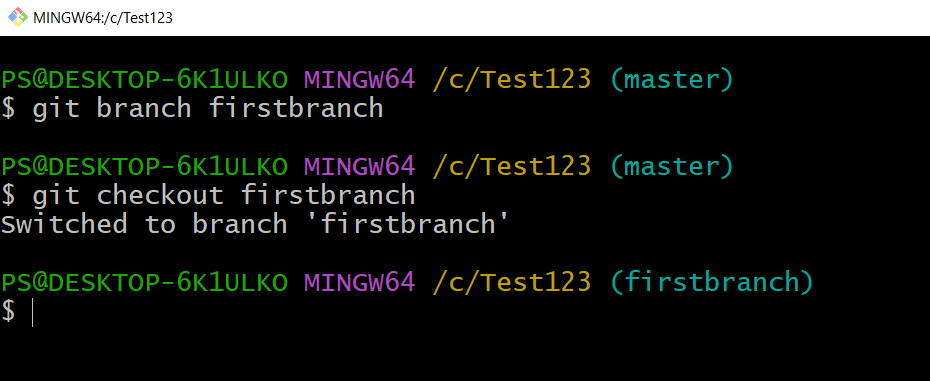 MINGW64:/c/Test123
PS@DESKTOP-6K1ULKO MINGW64 /c/Test123 (master)
$ git branch firstbranch
PS@DESKTOP-6K1ULKO MINGW64 /c/Test123 (master)
$ git checkout firstbranch
Switched to branch 'firstbranch'
PS@DESKTOP-6K1ULKO MINGW64 /c/Test123 (firstbranch)
$